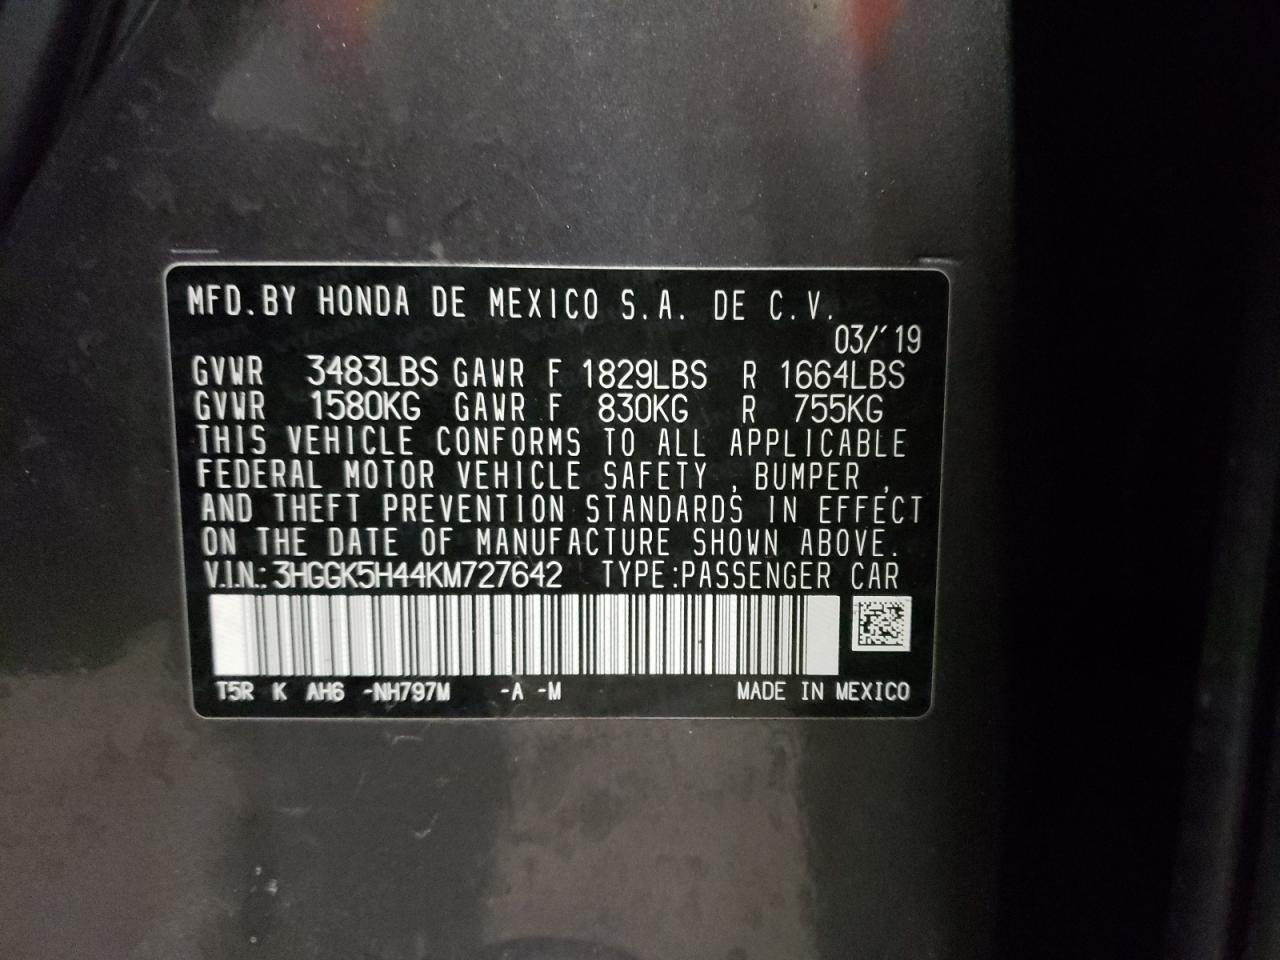 MFD.BY HONDA DE MEXICO S.A. DE C.V.
03/'19
GVWR 3483LBS GAWR F 1829LBS R 1664LBS
GVWR 1580KG GAWR F 830KG R 755KG
THIS VEHICLE CONFORMS TO ALL APPLICABLE
FEDERAL MOTOR VEHICLE SAFETY , BUMPER ,
AND THEFT PREVENTION STANDARDS IN EFFECT
ON THE DATE OF MANUFACTURE SHOWN ABOVE.
V.I.N.: 3HGGK5H44KM727642 TYPE:PASSENGER CAR
T5R K AH6 -NH797M -A -M MADE IN MEXICO